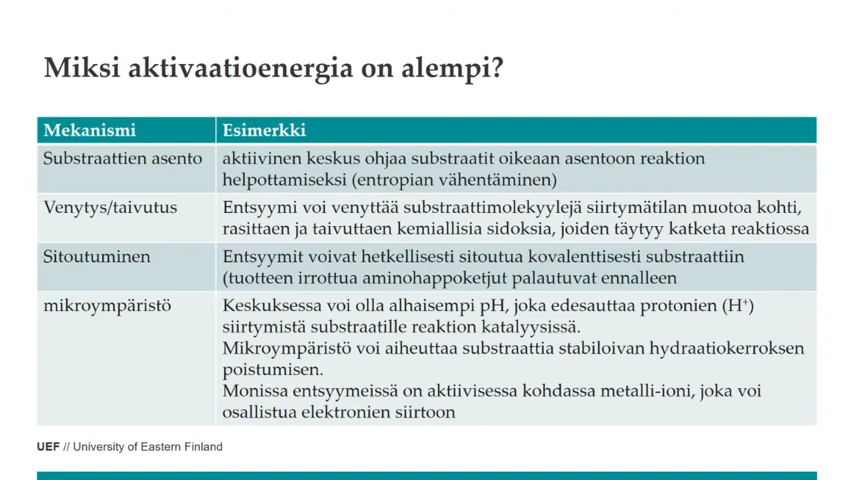 Miksi aktivaatioenergia on alempi?
Mekanismi
Esimerkki
Substraattien asento
aktiivinen keskus ohjaa substraatit oikeaan asentoon reaktion
helpottamiseksi (entropian vähentäminen)
Venytys/taivutus
Entsyymi voi venyttää substraattimolekyylejä siirtymätilan muotoa kohti,
rasittaen ja taivuttaen kemiallisia sidoksia, joiden täytyy katketa reaktiossa
Sitoutuminen
Entsyymit voivat hetkellisesti sitoutua kovalenttisesti substraattiin
(tuotteen irrottua aminohappoketjut palautuvat ennalleen
mikroympäristö
Keskuksessa voi olla alhaisempi pH, joka edesauttaa protonien (H⁺)
siirtymistä substraatille reaktion katalyysissä.
Mikroympäristö voi aiheuttaa substraattia stabiloivan hydraatiokerroksen
poistumisen.
Monissa entsyymeissä on aktiivisessa kohdassa metalli-ioni, joka voi
osallistua elektronien siirtoon
UEF // University of Eastern Finland